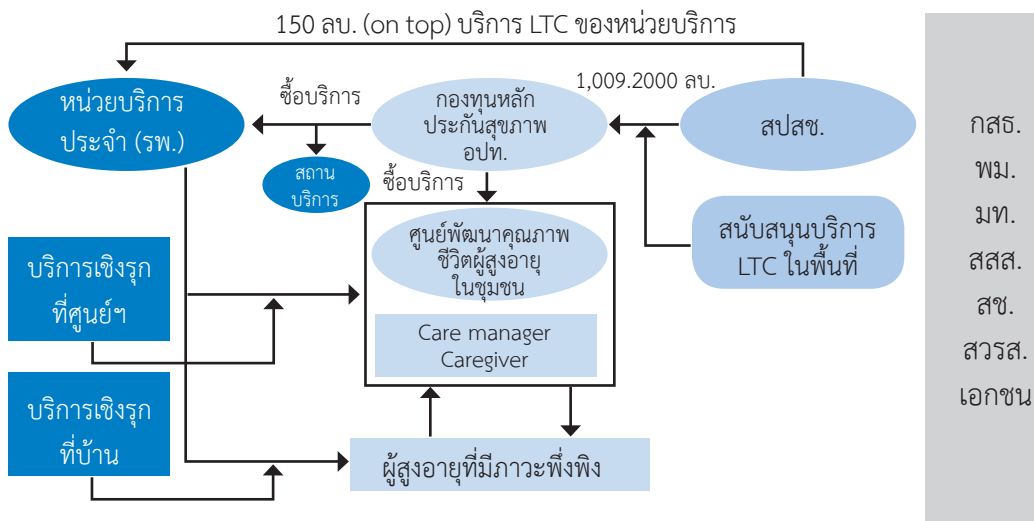 150 ลบ. (on top) บริการ LTC ของหน่วยบริการ
หน่วยบริการ
ประจำ (รพ.)
ซื้อบริการ
กองทุนหลัก
ประกันสุขภาพ
อปท.
1,009.2000 ลบ.
สปสช.
สถาน
บริการ
ซื้อบริการ
สนับสนุนบริการ
LTC ในพื้นที่
บริการเชิงรุก
ที่ศูนย์ฯ
ศูนย์พัฒนาคุณภาพ
ชีวิตผู้สูงอายุ
ในชุมชน
Care manager
Caregiver
บริการเชิงรุก
ที่บ้าน
ผู้สูงอายุที่มีภาวะพึ่งพิง
กสธ.
พม.
มท.
สสส.
สช.
สวรส.
เอกชน